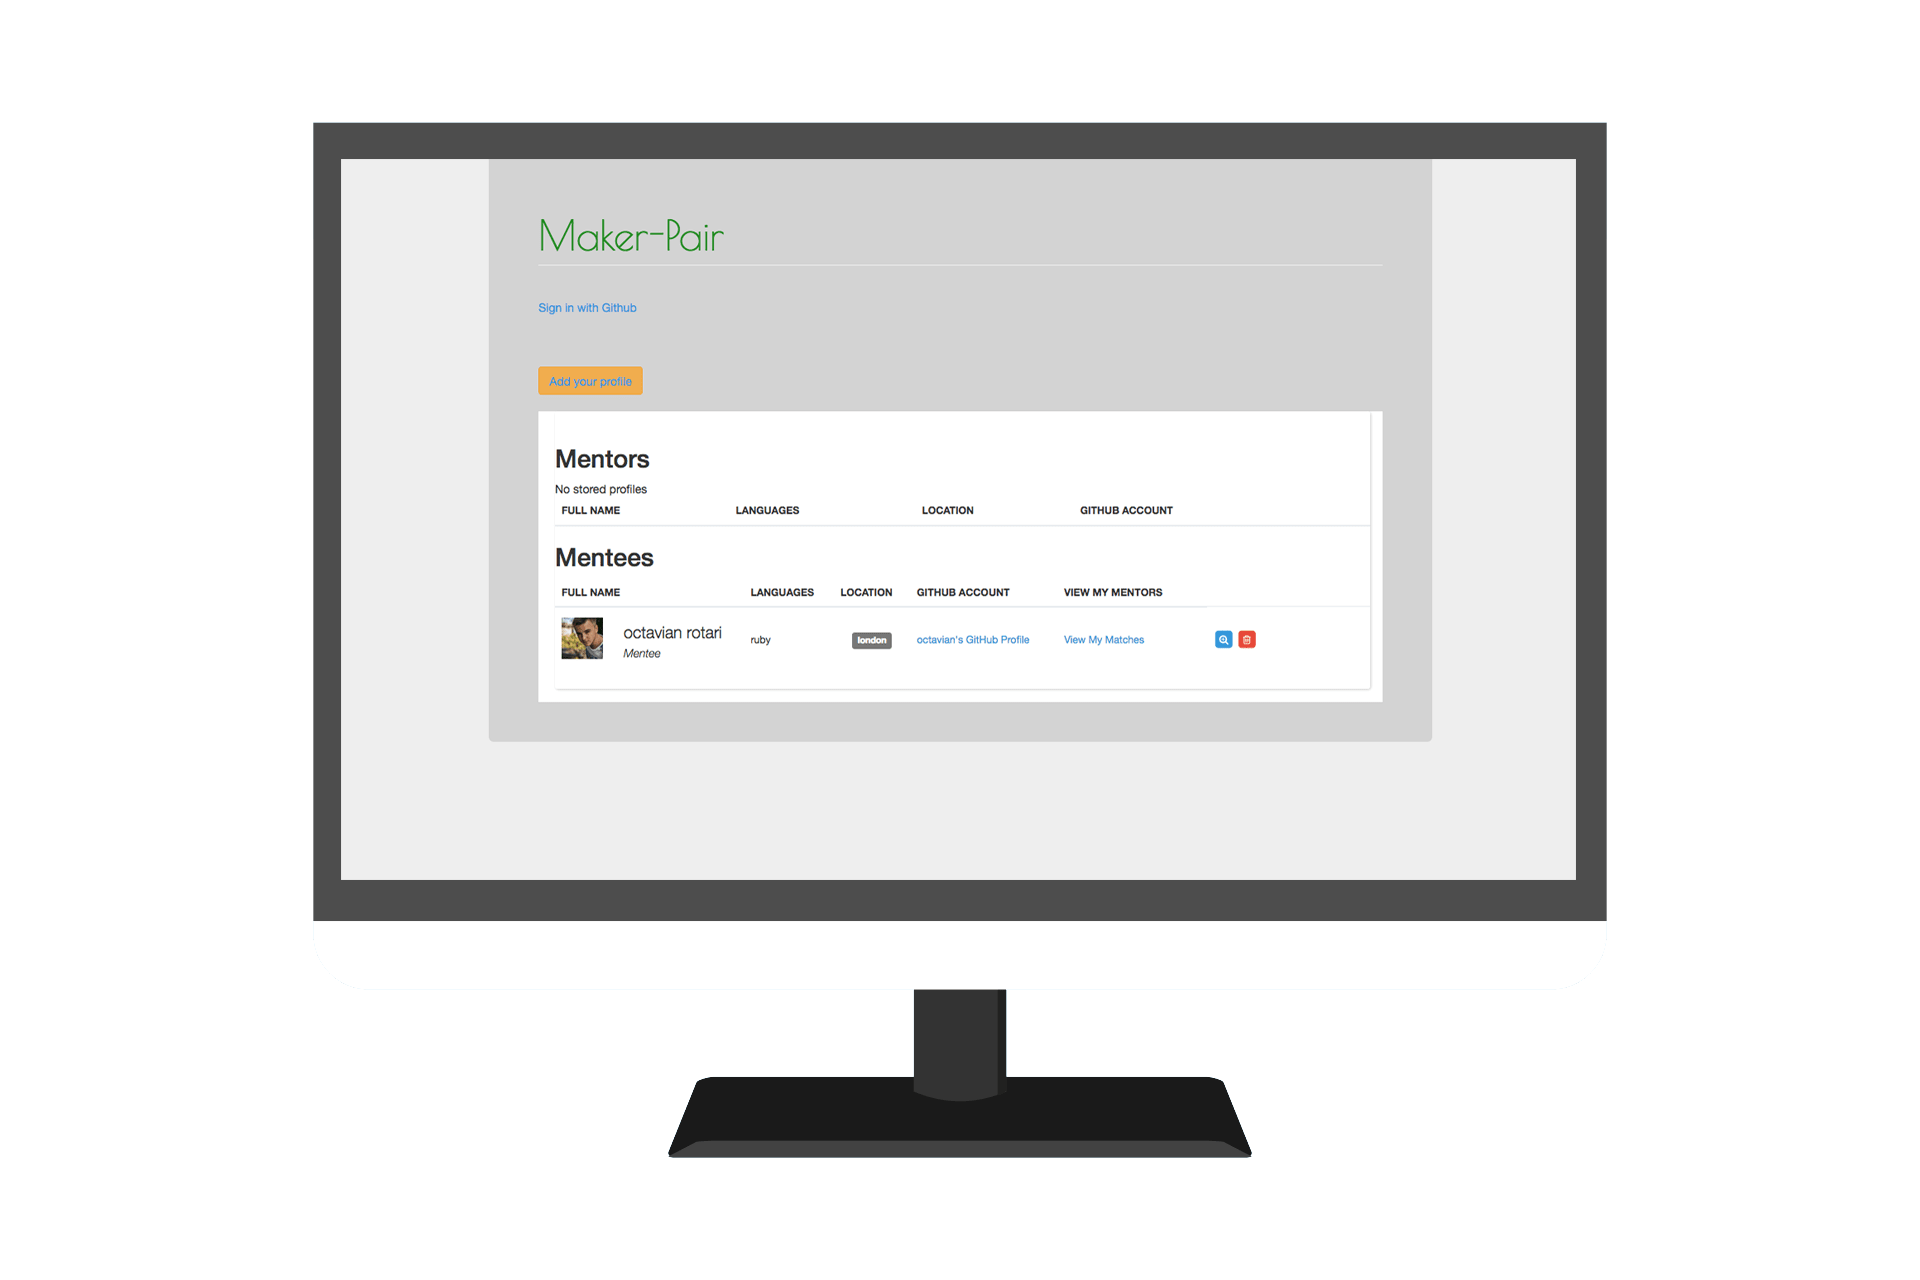 Maker-Pair
Sign in with Github
Add your profile
Mentors
No stored profiles
FULL NAME LANGUAGES LOCATION GITHUB ACCOUNT
Mentees
FULL NAME LANGUAGES LOCATION GITHUB ACCOUNT VIEW MY MENTORS
octavian rotari ruby london octavian's GitHub Profile View My Matches
Mentee